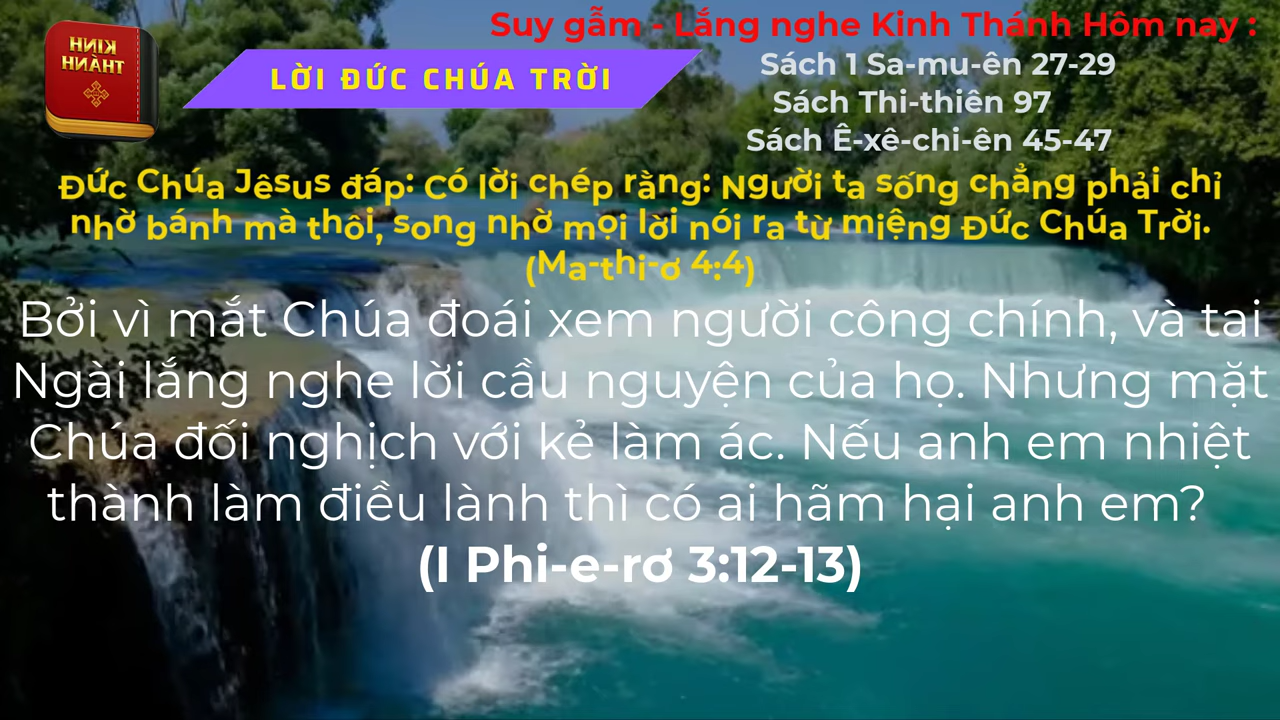 KINH
THÁNH
LỜI ĐỨC CHÚA TRỜI
Suy gẫm - Lắng nghe Kinh Thánh Hôm nay :
Sách 1 Sa-mu-ên 27-29
Sách Thi-thiên 97
Sách Ê-xê-chi-ên 45-47
Đức Chúa Jêsus đáp: Có lời chép rằng: Người ta sống chẳng phải chỉ
nhờ bánh mà thôi, song nhờ mọi lời nói ra từ miệng Đức Chúa Trời.
(Ma-thi-ơ 4:4)
Bởi vì mắt Chúa đoái xem người công chính, và tai
Ngài lắng nghe lời cầu nguyện của họ. Nhưng mặt
Chúa đối nghịch với kẻ làm ác. Nếu anh em nhiệt
thành làm điều lành thì có ai hãm hại anh em?
(I Phi-e-rơ 3:12-13)